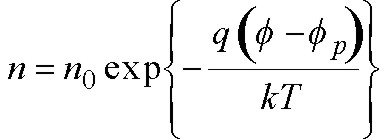 n = n₀ exp{-q(ϕ-ϕₚ)/kT}